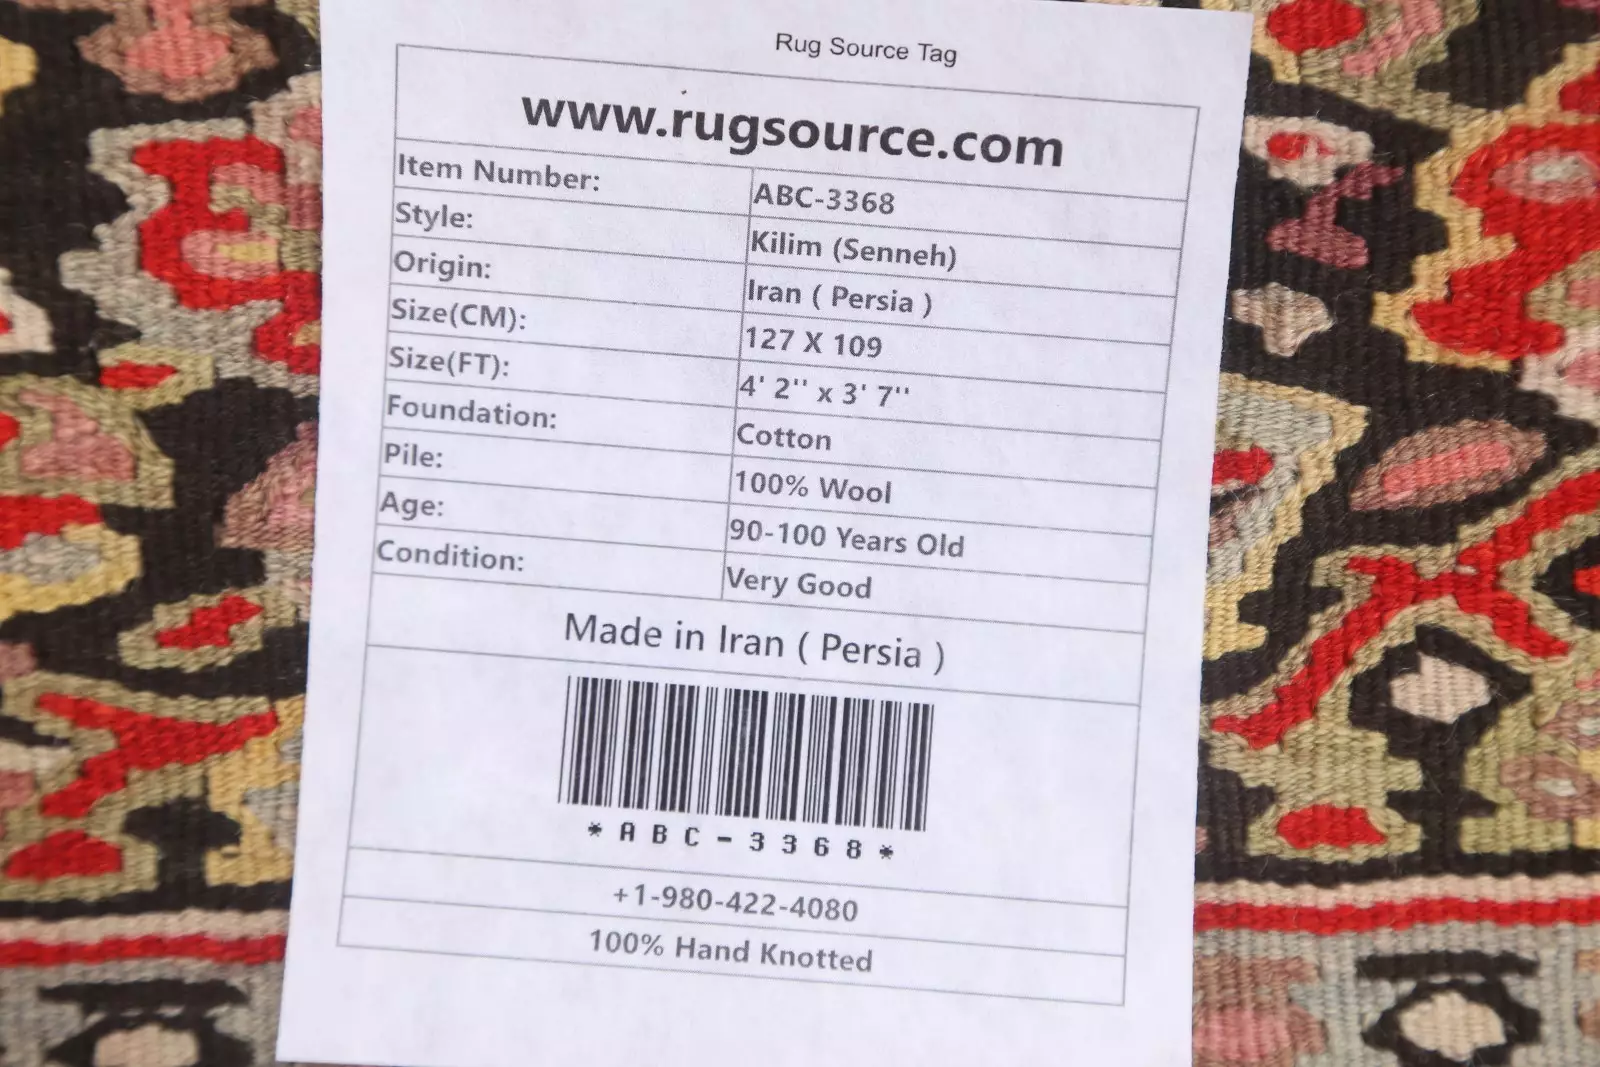 Rug Source Tag
www.rugsource.com
Item Number: ABC-3368
Style: Kilim (Senneh)
Origin: Iran ( Persia )
Size(CM): 127 X 109
Size(FT): 4' 2'' x 3' 7''
Foundation: Cotton
Pile: 100% Wool
Age: 90-100 Years Old
Condition: Very Good
Made in Iran ( Persia )
*ABC-3368*
+1-980-422-4080
100% Hand Knotted